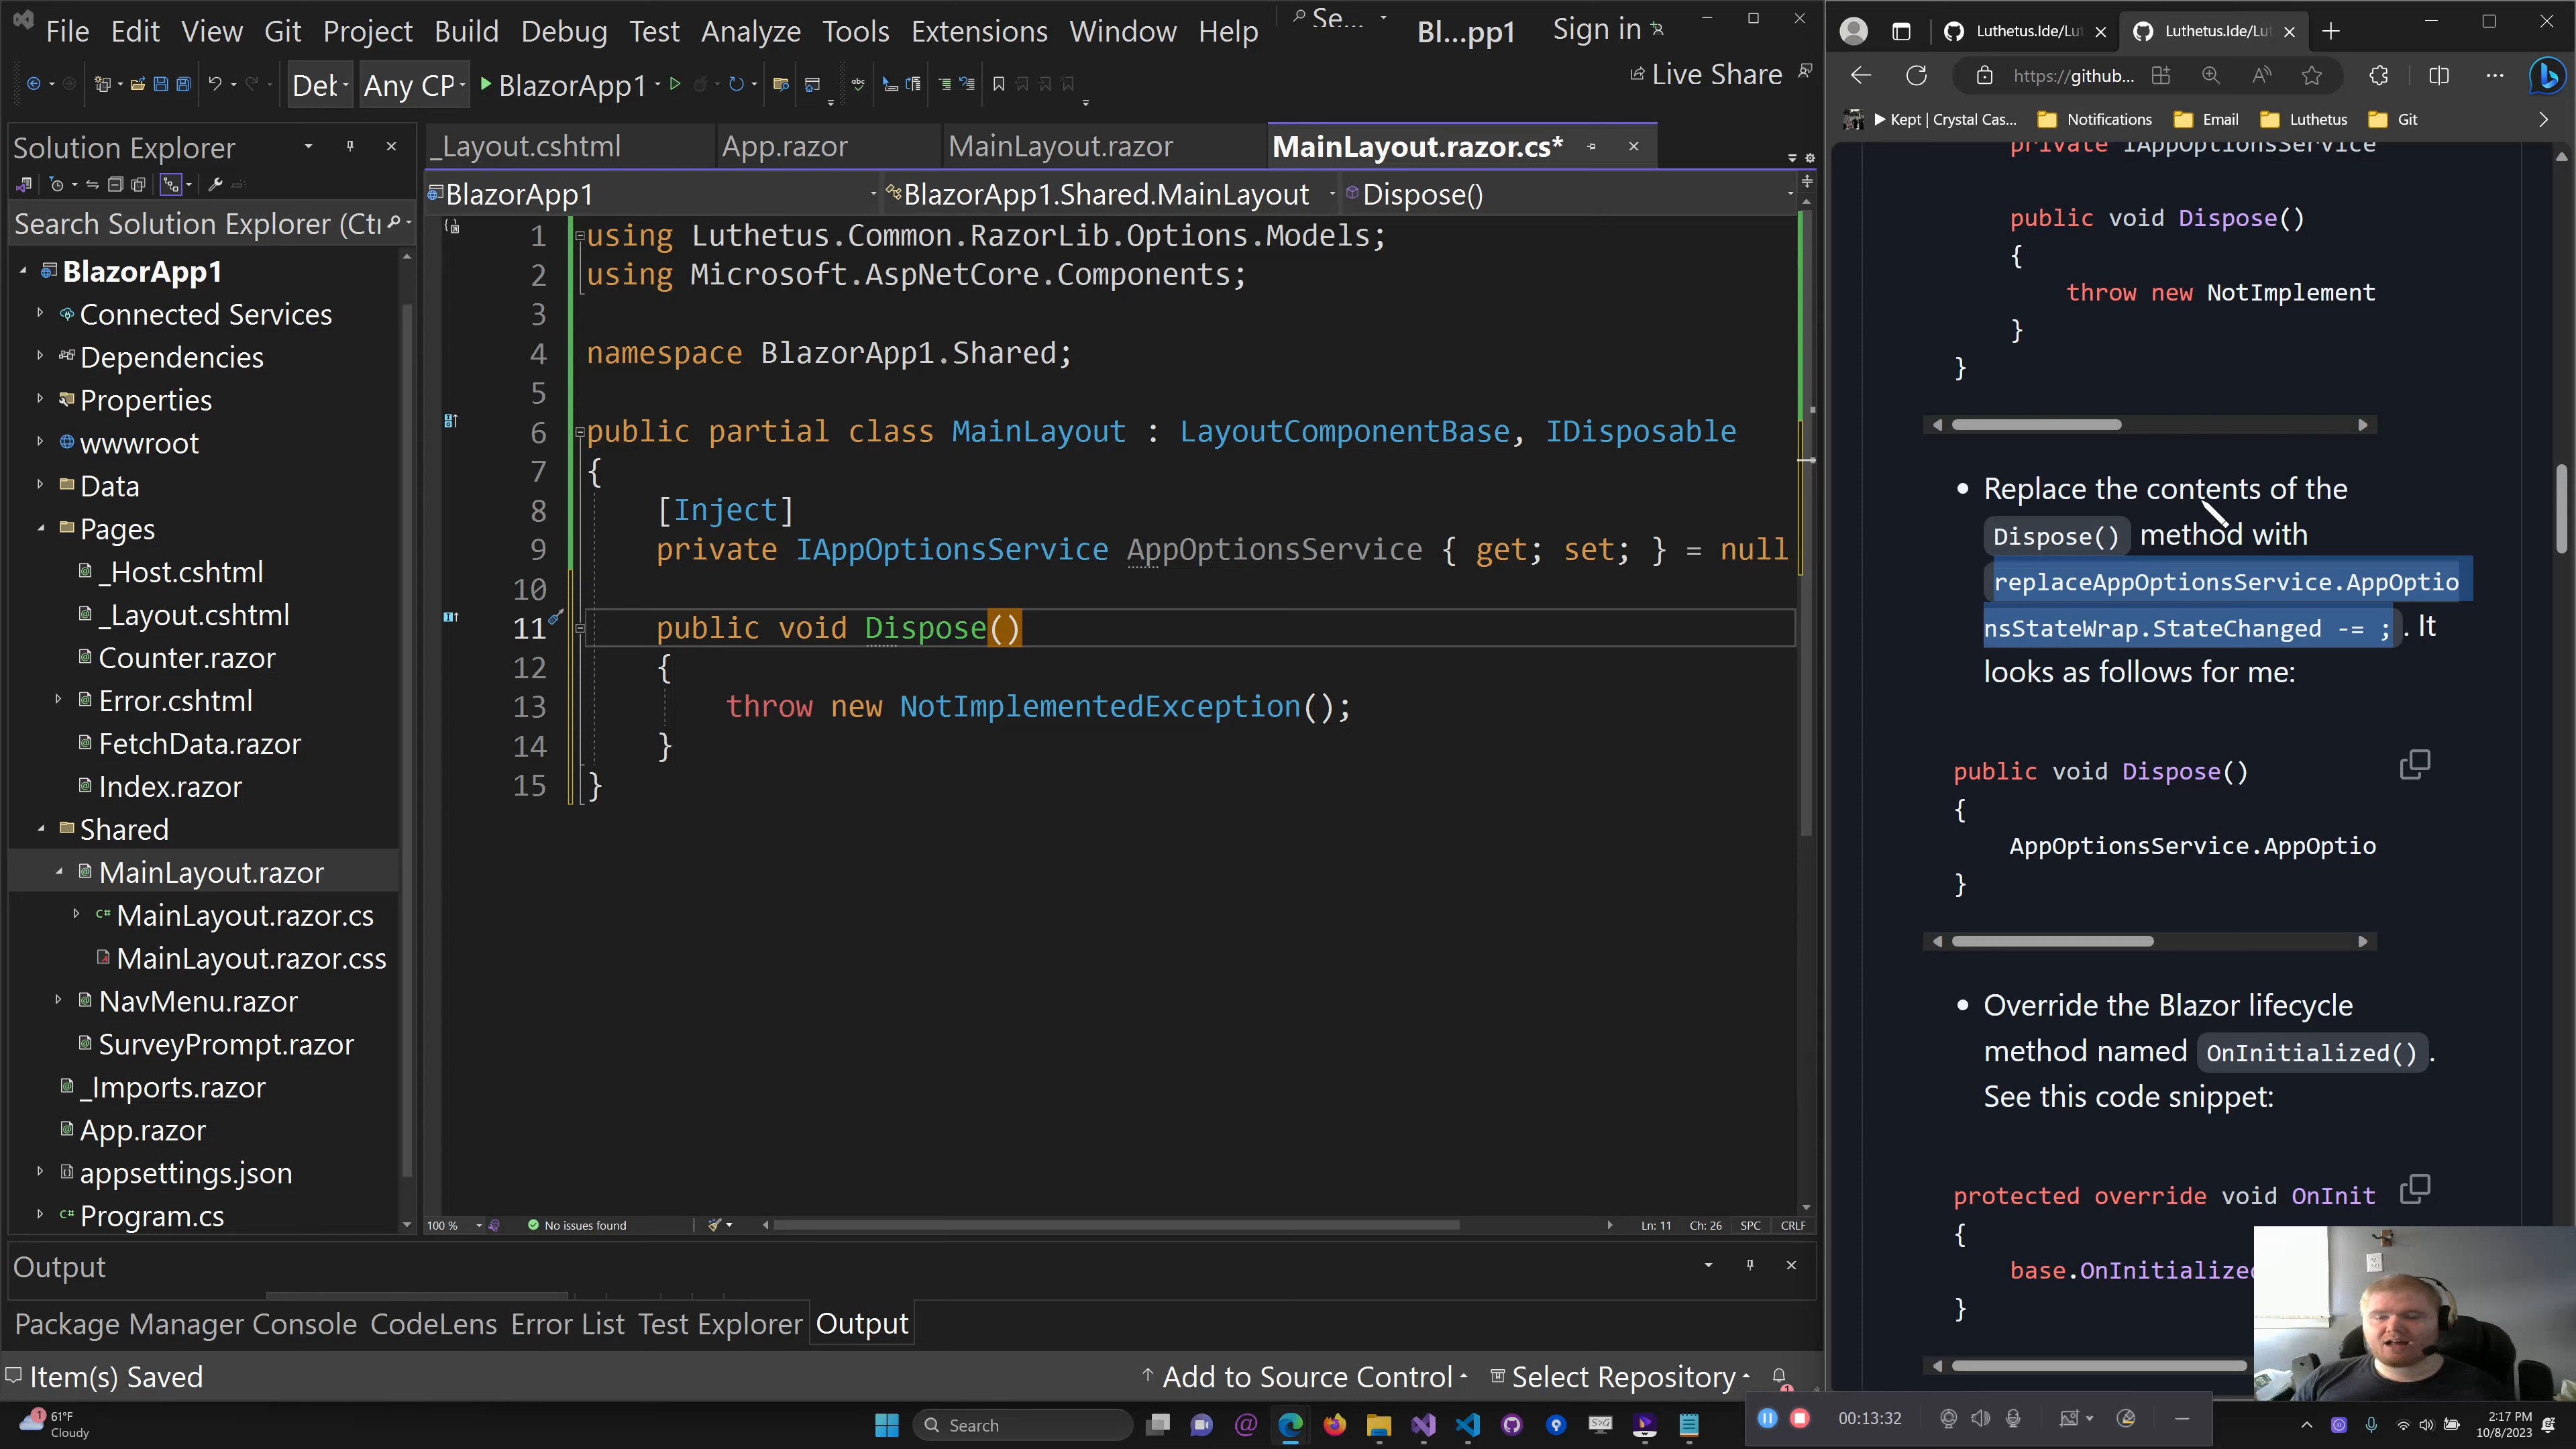 File Edit View Git Project Build Debug Test Analyze Tools Extensions Window Help Se... Bl...pp1 Sign in
Deb Any CP BlazorApp1 Live Share
Solution Explorer
Search Solution Explorer (Ctr
BlazorApp1
Connected Services
Dependencies
Properties
wwwroot
Data
Pages
_Host.cshtml
_Layout.cshtml
Counter.razor
Error.cshtml
FetchData.razor
Index.razor
Shared
MainLayout.razor
MainLayout.razor.cs
MainLayout.razor.css
NavMenu.razor
SurveyPrompt.razor
_Imports.razor
App.razor
appsettings.json
Program.cs
_Layout.cshtml App.razor MainLayout.razor MainLayout.razor.cs*
BlazorApp1 BlazorApp1.Shared.MainLayout Dispose()
1 using Luthetus.Common.RazorLib.Options.Models;
2 using Microsoft.AspNetCore.Components;
3
4 namespace BlazorApp1.Shared;
5
6 public partial class MainLayout : LayoutComponentBase, IDisposable
7 {
8 [Inject]
9 private IAppOptionsService AppOptionsService { get; set; } = null
10
11 public void Dispose()
12 {
13 throw new NotImplementedException();
14 }
15 }
100 % No issues found Ln: 11 Ch: 26 SPC CRLF
Output
Package Manager Console CodeLens Error List Test Explorer Output
Item(s) Saved Add to Source Control Select Repository
Luthetus.Ide/Lut Luthetus.Ide/Lut
https://github...
Kept | Crystal Cas... Notifications Email Luthetus Git
private IAppOptionsService
public void Dispose()
{
throw new NotImplement
}
}
• Replace the contents of the
Dispose() method with
replaceAppOptionsService.AppOptio
nsStateWrap.StateChanged -= ; . It
looks as follows for me:
public void Dispose()
{
AppOptionsService.AppOptio
}
• Override the Blazor lifecycle
method named OnInitialized() .
See this code snippet:
protected override void OnInit
{
base.OnInitialized
}
1 61°F
Cloudy
Search
00:13:32
2:17 PM
10/8/2023